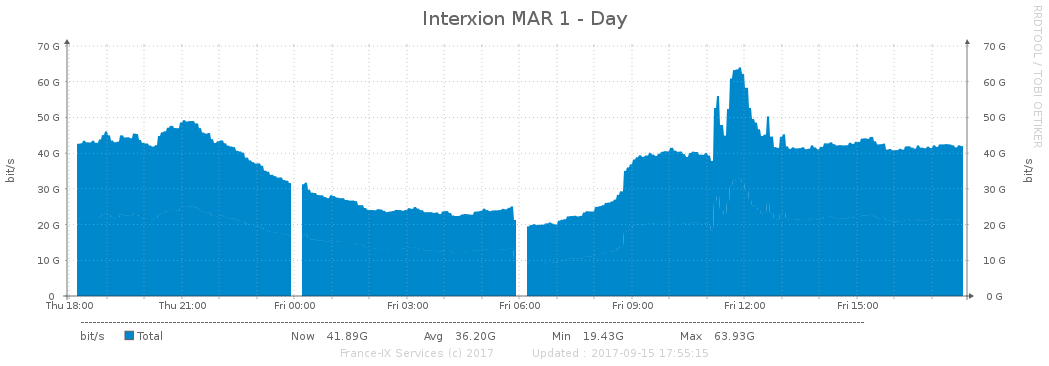 Interxion MAR 1 - Day
RRDTOOL / TOBI OETIKER
70 G 70 G
60 G 60 G
50 G 50 G
40 G 40 G
30 G 30 G
20 G 20 G
10 G 10 G
0 0 G
bit/s bit/s
Thu 18:00 Thu 21:00 Fri 00:00 Fri 03:00 Fri 06:00 Fri 09:00 Fri 12:00 Fri 15:00
bit/s Total Now 41.89G Avg 36.20G Min 19.43G Max 63.93G
France-IX Services (c) 2017 Updated : 2017-09-15 17:55:15